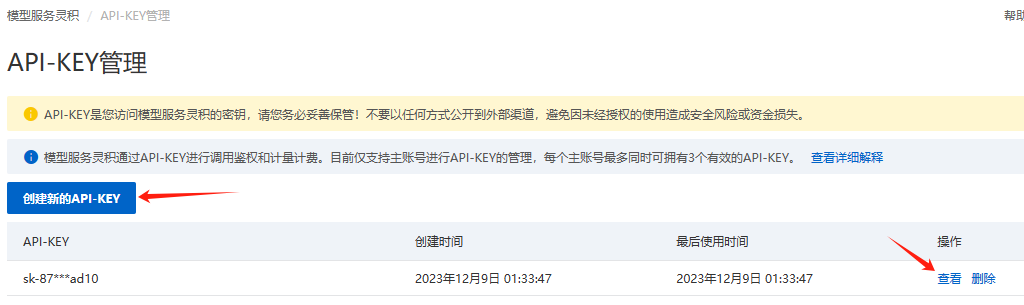 模型服务灵积 / API-KEY管理 帮助
API-KEY管理
API-KEY是您访问模型服务灵积的密钥，请您务必妥善保管！不要以任何方式公开到外部渠道，避免因未经授权的使用造成安全风险或资金损失。
模型服务灵积通过API-KEY进行调用鉴权和计量计费。目前仅支持主账号进行API-KEY的管理，每个主账号最多同时可拥有3个有效的API-KEY。 查看详细解释
创建新的API-KEY
API-KEY 创建时间 最后使用时间 操作
sk-87***ad10 2023年12月9日 01:33:47 2023年12月9日 01:33:47 查看 删除